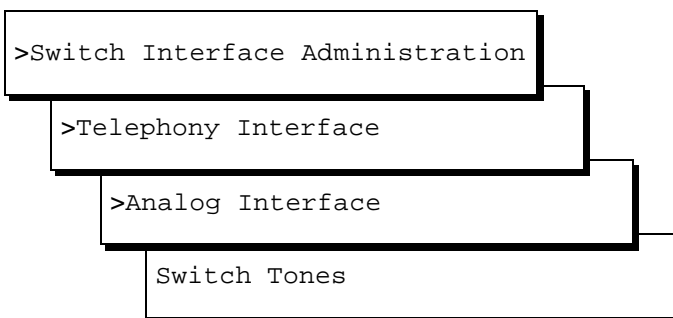 >Switch Interface Administration
>Telephony Interface
>Analog Interface
Switch Tones